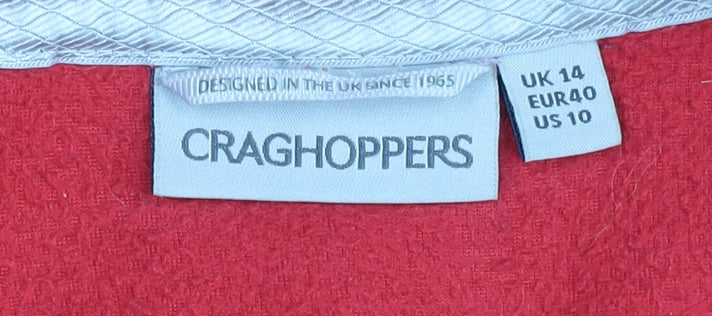 DESIGNED IN THE UK SINCE 1965
CRAGHOPPERS
UK 14
EUR40
US 10